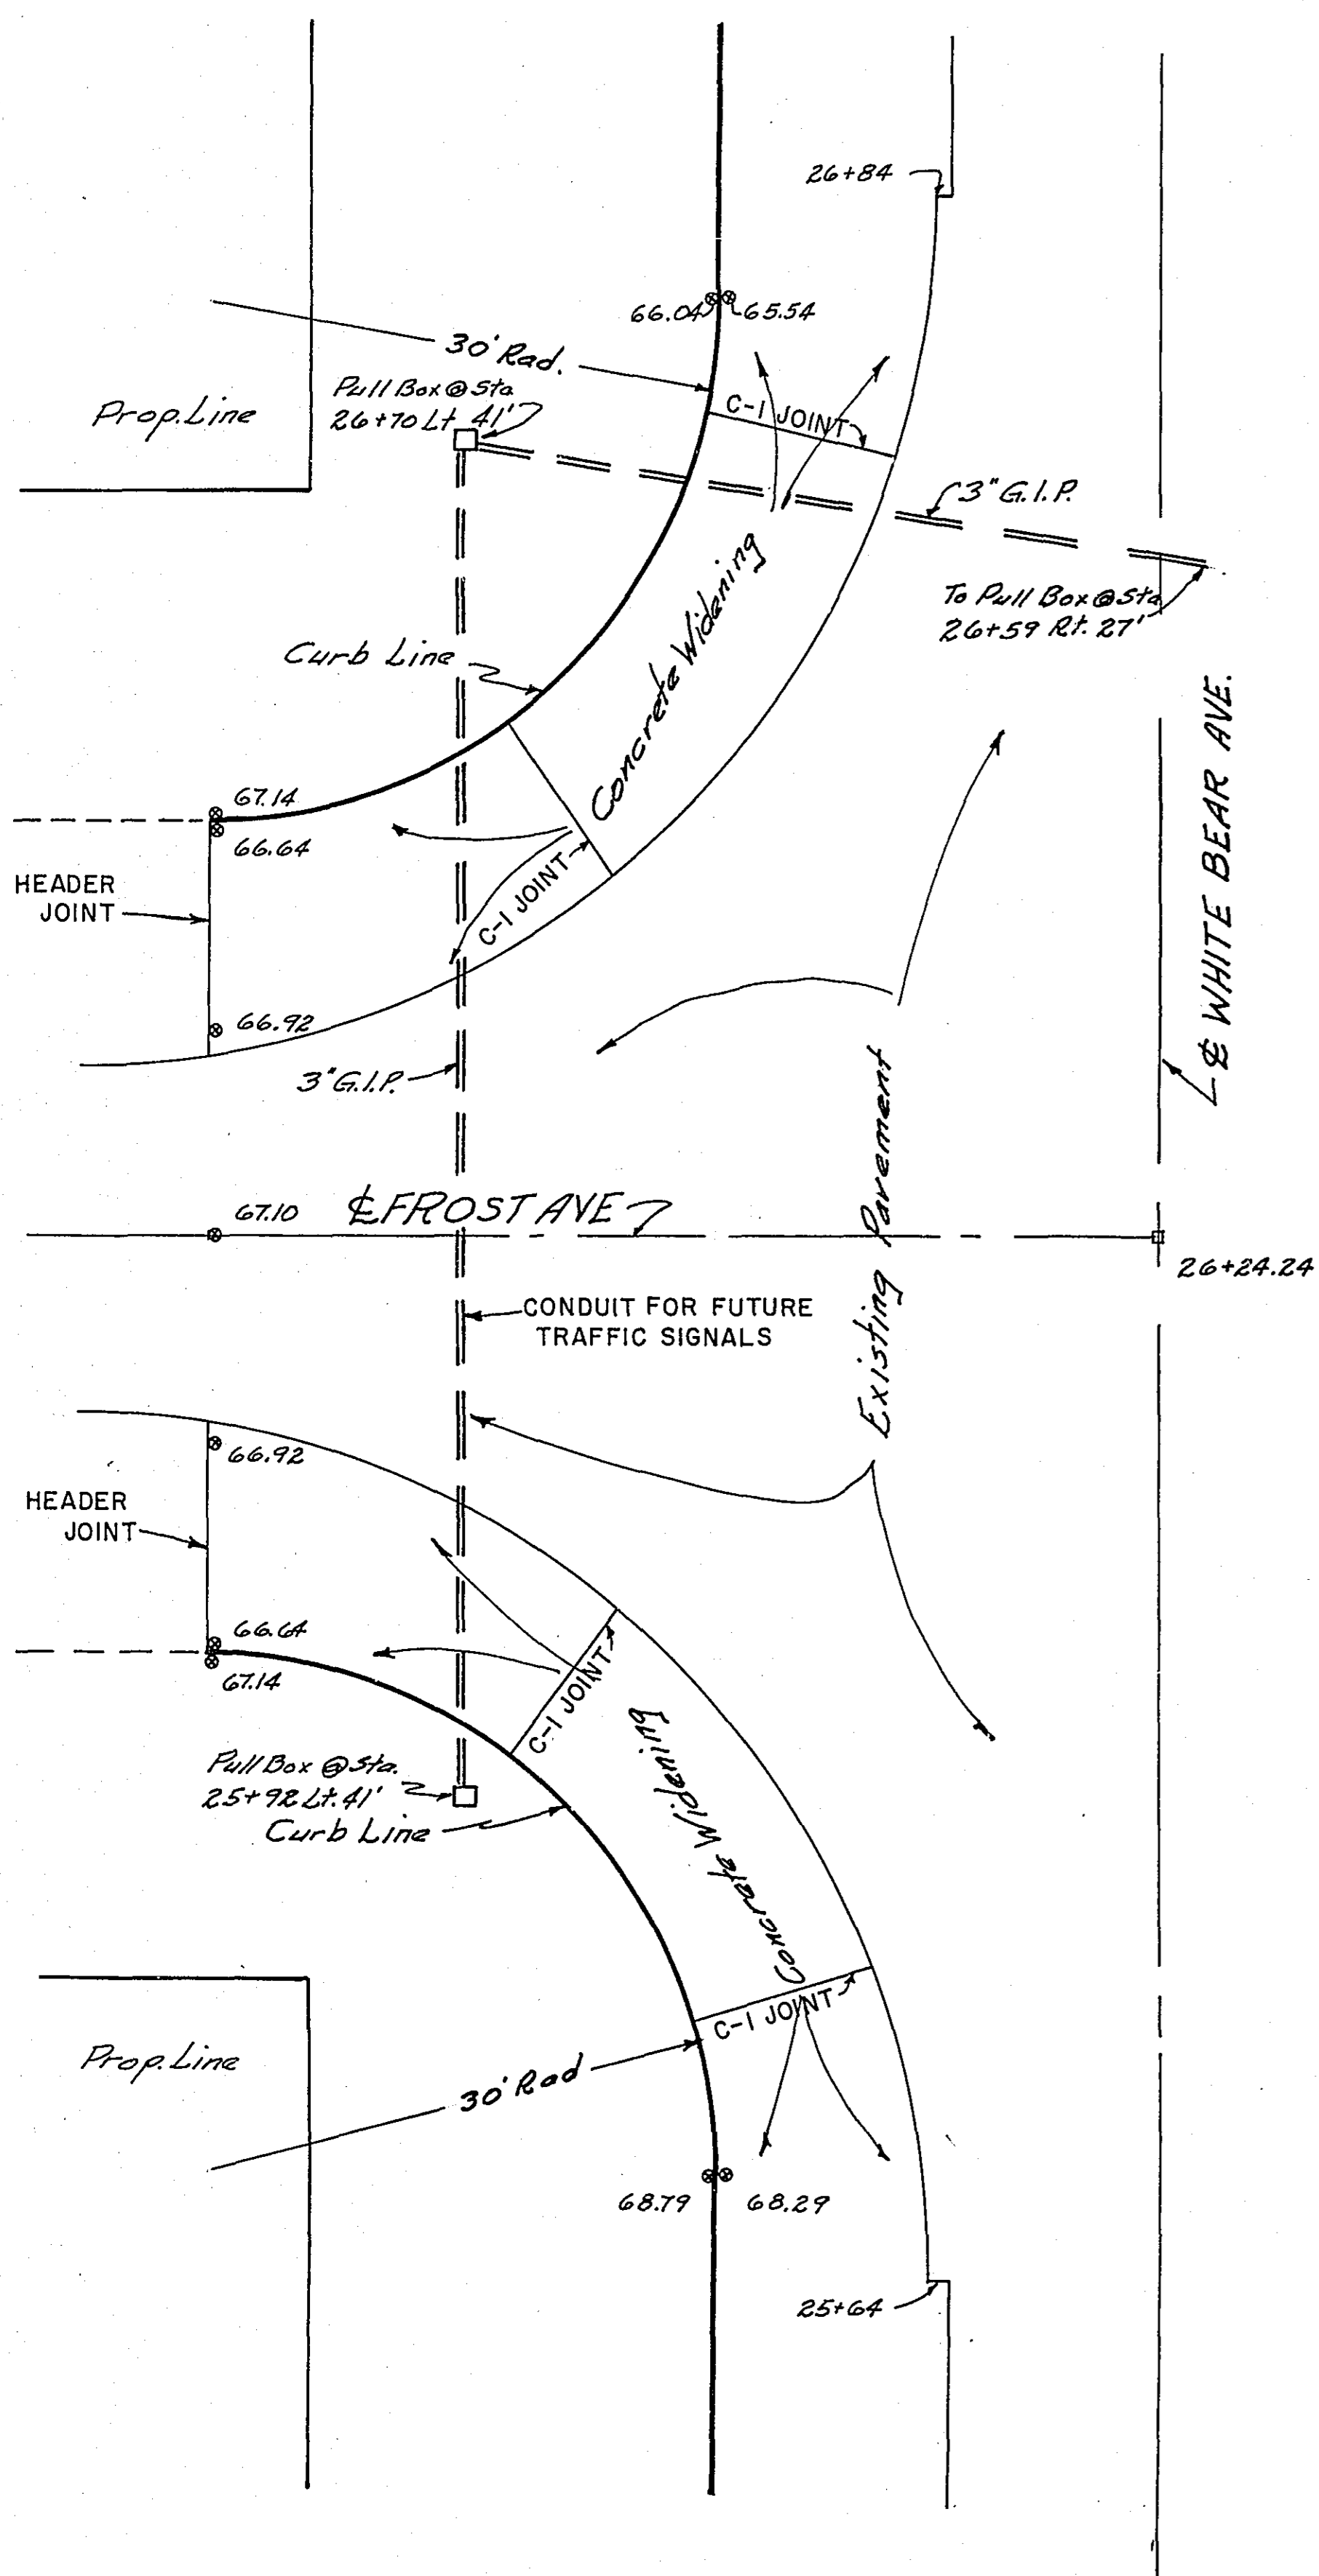 26+84
66.04
65.54
30' Rad.
Pull Box @ Sta
26+70 Lt 41'
Prop. Line
C-1 JOINT
3" G.I.P.
To Pull Box @ Sta
26+59 Rt. 27'
Concrete Widening
Curb Line
℄ WHITE BEAR AVE.
67.14
66.64
HEADER
JOINT
C-1 JOINT
66.92
3" G.I.P.
67.10
℄ FROST AVE
Existing Pavement
26+24.24
CONDUIT FOR FUTURE
TRAFFIC SIGNALS
66.92
HEADER
JOINT
66.64
67.14
C-1 JOINT
Concrete Widening
Pull Box @ Sta.
25+92 Lt. 41'
Curb Line
C-1 JOINT
Prop. Line
30' Rad
68.79
68.29
25+64